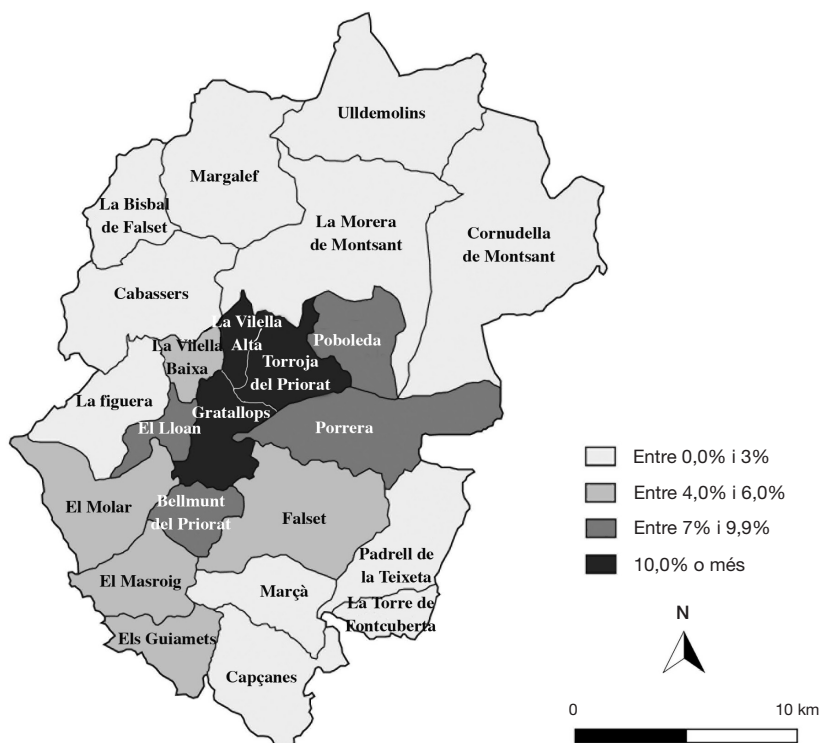 Ulldemolins
Margalef
La Bisbal
de Falset
La Morera
de Montsant
Cornudella
de Montsant
Cabassers
La Vilella
Alta
Poboleda
La Vilella
Baixa
Torroja
del Priorat
La figuera
Gratallops
El Lloan
Porrera
El Molar
Bellmunt
del Priorat
Falset
Padrell de
la Teixeta
El Masroig
Marçà
La Torre de
Fontcuberta
Els Guiamets
Capçanes
Entre 0,0% i 3%
Entre 4,0% i 6,0%
Entre 7% i 9,9%
10,0% o més
N
0 10 km